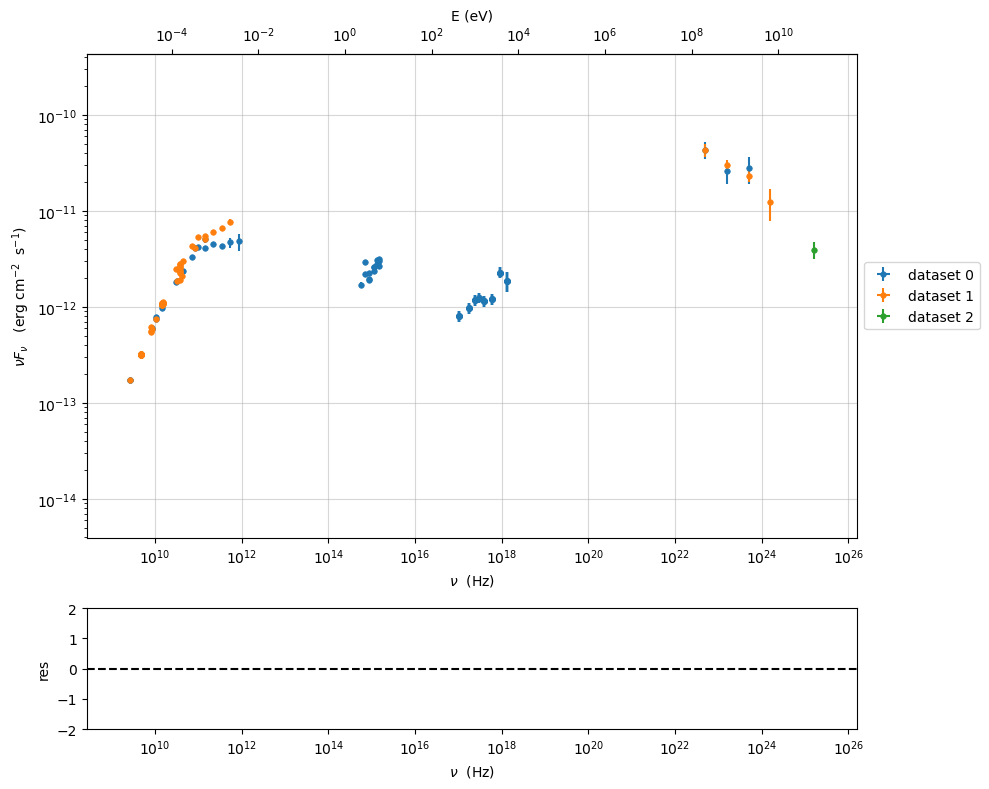 E (eV)
10⁻⁴ 10⁻² 10⁰ 10² 10⁴ 10⁶ 10⁸ 10¹⁰
10⁻¹⁰
10⁻¹¹
10⁻¹²
10⁻¹³
10⁻¹⁴
νFν (erg cm⁻² s⁻¹)
dataset 0
dataset 1
dataset 2
10¹⁰ 10¹² 10¹⁴ 10¹⁶ 10¹⁸ 10²⁰ 10²² 10²⁴ 10²⁶
ν (Hz)
2
1
0
−1
−2
res
10¹⁰ 10¹² 10¹⁴ 10¹⁶ 10¹⁸ 10²⁰ 10²² 10²⁴ 10²⁶
ν (Hz)